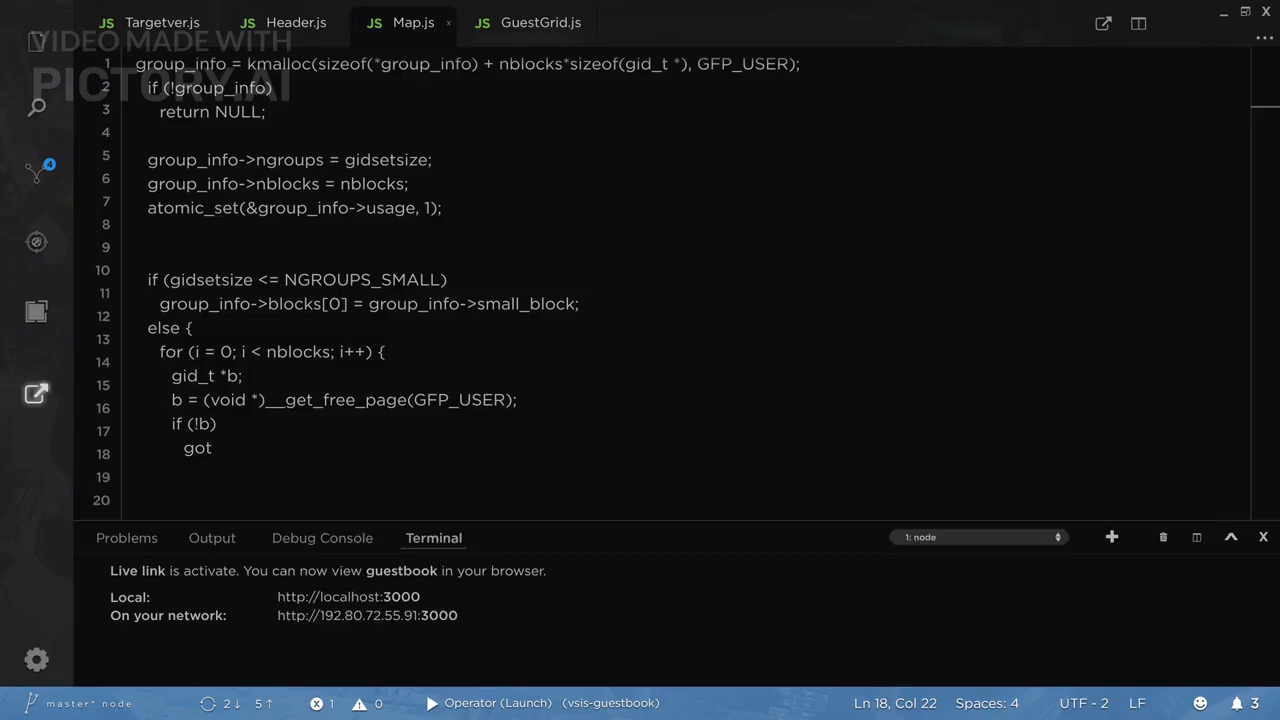 JS Targetver.js JS Header.js JS Map.js × JS GuestGrid.js
VIDEO MADE WITH
PICTORY.AI
1 group_info = kmalloc(sizeof(*group_info) + nblocks*sizeof(gid_t *), GFP_USER);
2 if (!group_info)
3 return NULL;
4
5 group_info->ngroups = gidsetsize;
6 group_info->nblocks = nblocks;
7 atomic_set(&group_info->usage, 1);
8
9
10 if (gidsetsize <= NGROUPS_SMALL)
11 group_info->blocks[0] = group_info->small_block;
12 else {
13 for (i = 0; i < nblocks; i++) {
14 gid_t *b;
15 b = (void *)__get_free_page(GFP_USER);
16 if (!b)
17 got
18
19
20
4
Problems Output Debug Console Terminal 1: node
Live link is activate. You can now view guestbook in your browser.
Local: http://localhost:3000
On your network: http://192.80.72.55.91:3000
master* node 2↓ 5↑ 1 0 Operator (Launch) (vsis-guestbook) Ln 18, Col 22 Spaces: 4 UTF - 2 LF 3